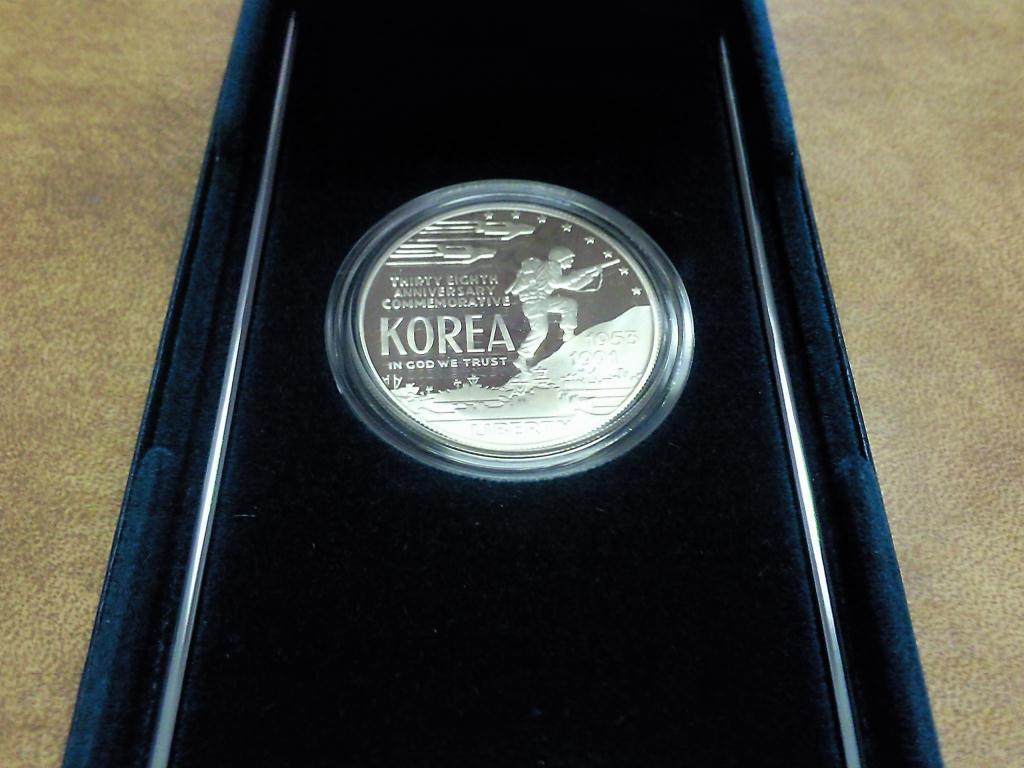 THIRTY EIGHTH
ANNIVERSARY
COMMEMORATIVE
KOREA
IN GOD WE TRUST
1953
1991
LIBERTY